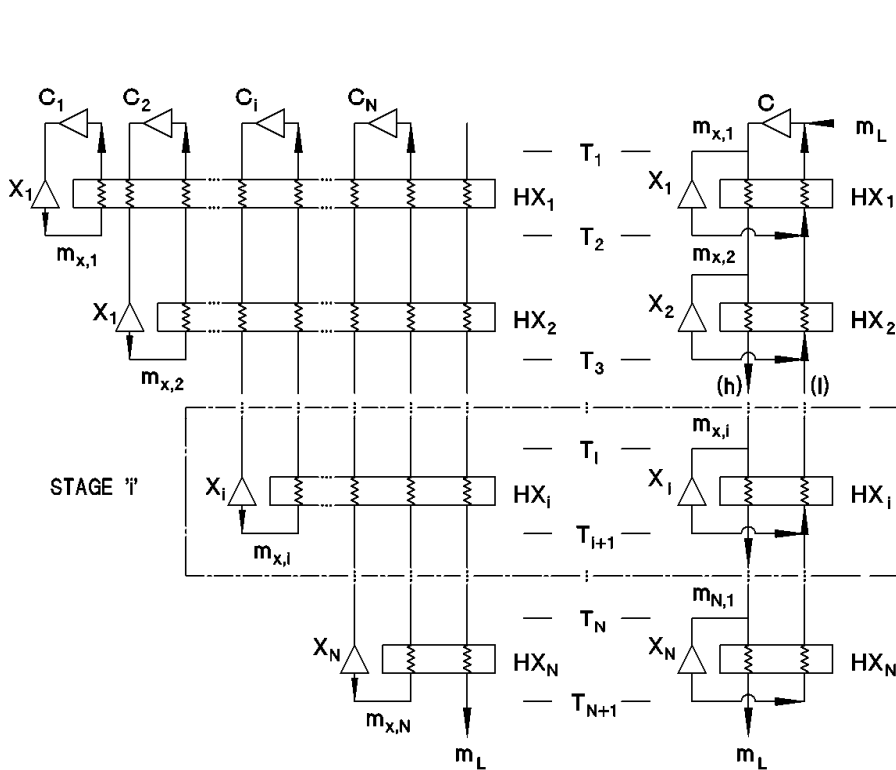 C1 C2 Ci CN C
mx,1 mL
T1
X1 X1
HX1 HX1
mx,1 T2 mx,2
X1 X2
HX2 HX2
mx,2 T3
(h) (l)
mx,i
TI
STAGE 'i' Xi XI
HXi HXi
mx,i Ti+1
mN,1
TN
XN XN
HXN HXN
mx,N TN+1
mL mL